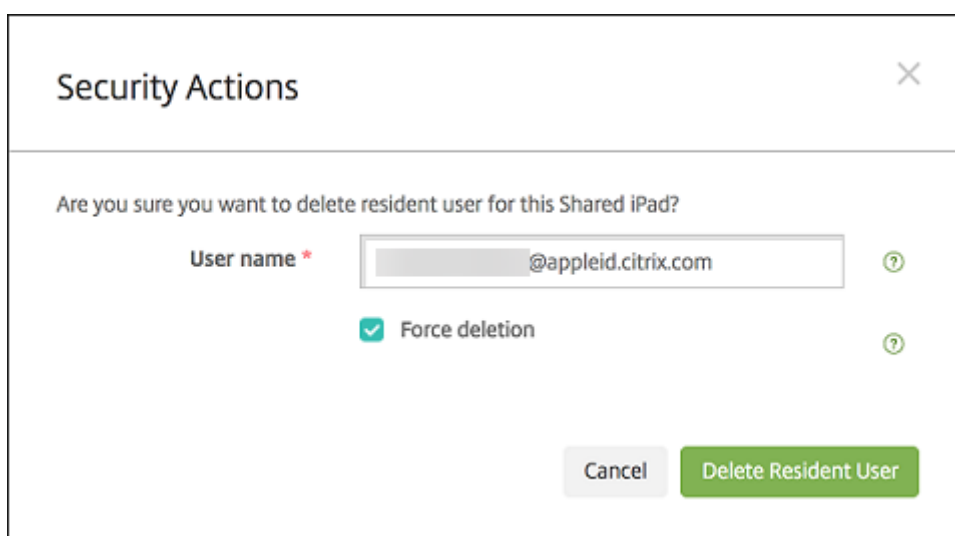 Security Actions
Are you sure you want to delete resident user for this Shared iPad?
User name *
@appleid.citrix.com
Force deletion
Cancel
Delete Resident User